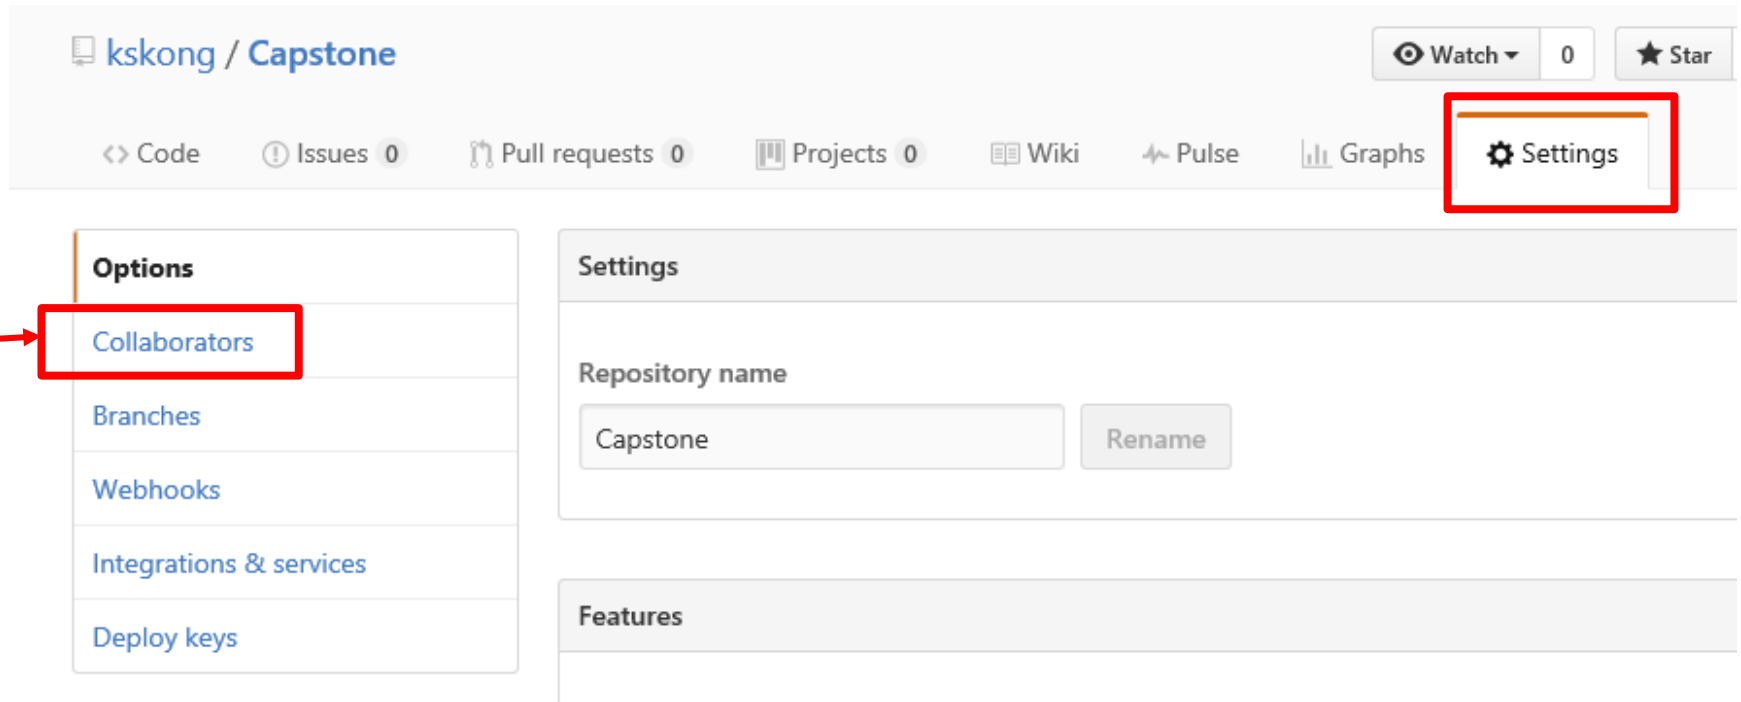 kskong / Capstone
Watch 0 Star
Code Issues 0 Pull requests 0 Projects 0 Wiki Pulse Graphs Settings
Options
Collaborators
Branches
Webhooks
Integrations & services
Deploy keys
Settings
Repository name
Capstone Rename
Features